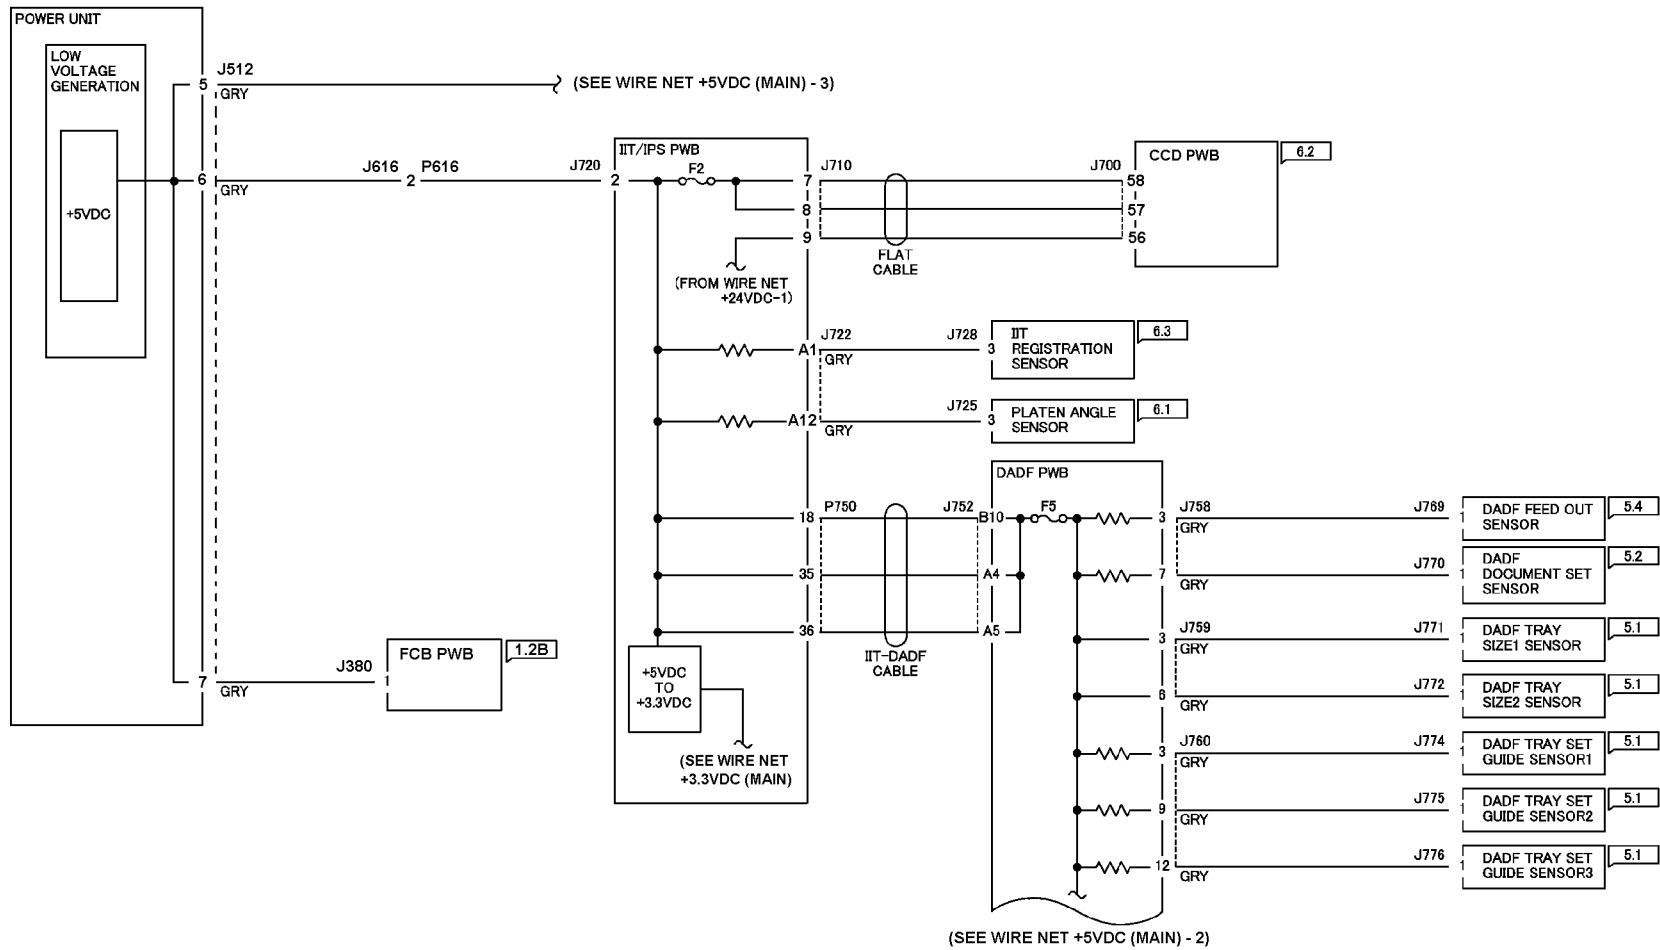 POWER UNIT
LOW
VOLTAGE
GENERATION
+5VDC
5
J512
GRY
(SEE WIRE NET +5VDC (MAIN) - 3)
6
GRY
J616
2
P616
J720
2
IIT/IPS PWB
F2
7
8
9
J710
FLAT
CABLE
J700
58
57
56
CCD PWB
6.2
(FROM WIRE NET
+24VDC-1)
A1
J722
GRY
J728
3
IIT
REGISTRATION
SENSOR
6.3
A12
GRY
J725
3
PLATEN ANGLE
SENSOR
6.1
18
35
36
P750
IIT-DADF
CABLE
J752
B10
A4
A5
DADF PWB
F5
3
J758
GRY
J769
1
DADF FEED OUT
SENSOR
5.4
7
GRY
J770
1
DADF
DOCUMENT SET
SENSOR
5.2
3
J759
GRY
J771
1
DADF TRAY
SIZE1 SENSOR
5.1
6
GRY
J772
1
DADF TRAY
SIZE2 SENSOR
5.1
3
J760
GRY
J774
1
DADF TRAY SET
GUIDE SENSOR1
5.1
9
GRY
J775
1
DADF TRAY SET
GUIDE SENSOR2
5.1
12
GRY
J776
1
DADF TRAY SET
GUIDE SENSOR3
5.1
7
GRY
J380
1
FCB PWB
1.2B
+5VDC
TO
+3.3VDC
(SEE WIRE NET
+3.3VDC (MAIN)
(SEE WIRE NET +5VDC (MAIN) - 2)